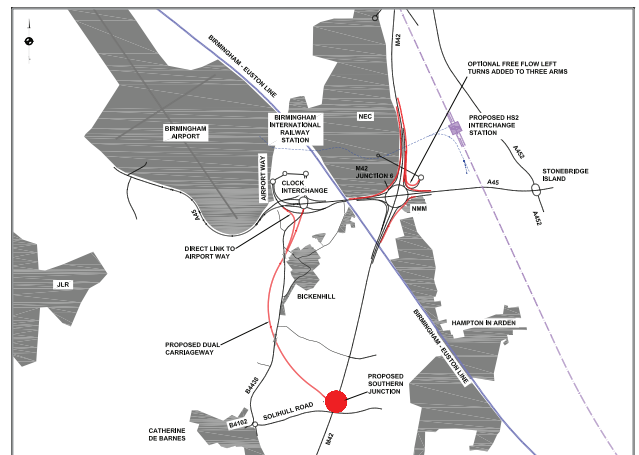 M42
BIRMINGHAM - EUSTON LINE
OPTIONAL FREE FLOW LEFT
TURNS ADDED TO THREE ARMS
BIRMINGHAM
INTERNATIONAL
RAILWAY
STATION
NEC
PROPOSED HS2
INTERCHANGE
STATION
BIRMINGHAM
AIRPORT
A452
M42
JUNCTION 6
STONEBRIDGE
ISLAND
AIRPORT WAY
CLOCK
INTERCHANGE
A45
A45
NMM
A452
DIRECT LINK TO
AIRPORT WAY
JLR
BICKENHILL
HAMPTON IN ARDEN
BIRMINGHAM - EUSTON LINE
PROPOSED DUAL
CARRIAGEWAY
PROPOSED
SOUTHERN
JUNCTION
B4438
SOLIHULL ROAD
B4102
CATHERINE
DE BARNES
M42